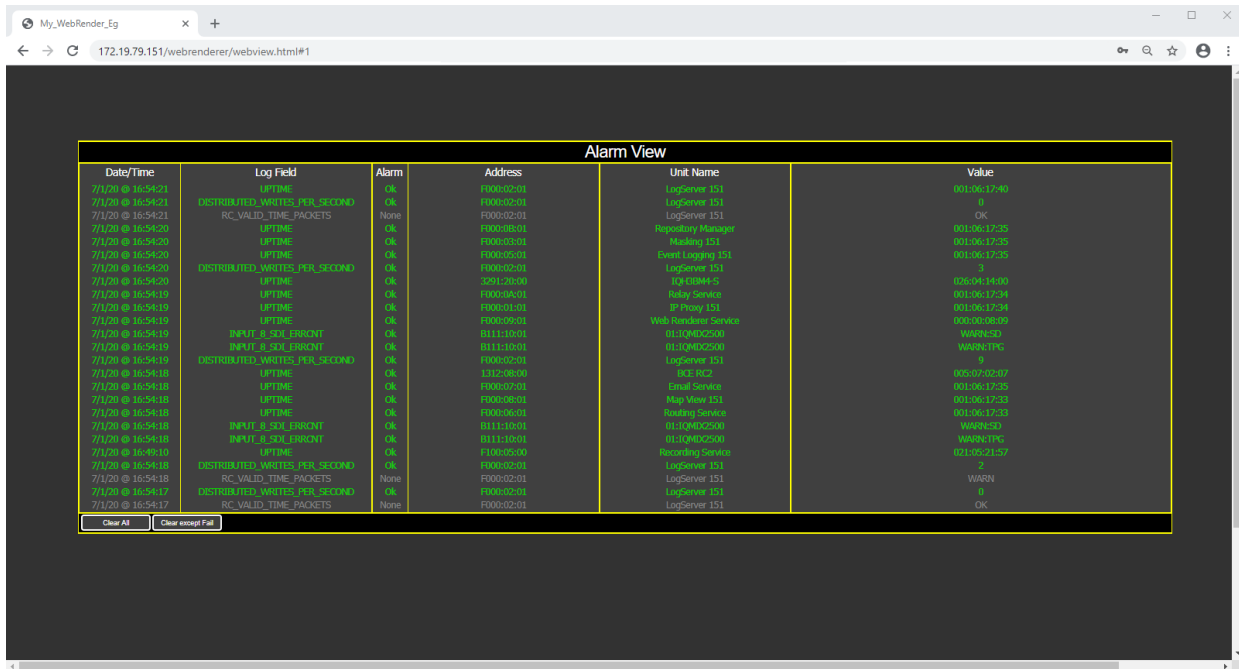 My_WebRender_Eg
172.19.79.151/webrenderer/webview.html#1
Alarm View
Date/Time Log Field Alarm Address Unit Name Value
7/1/20 @ 16:54:21 UPTIME Ok F000:02:01 LogServer 151 001:06:17:40
7/1/20 @ 16:54:21 DISTRIBUTED_WRITES_PER_SECOND Ok F000:02:01 LogServer 151 0
7/1/20 @ 16:54:21 RC_VALID_TIME_PACKETS None F000:02:01 LogServer 151 OK
7/1/20 @ 16:54:20 UPTIME Ok F000:0B:01 Repository Manager 001:06:17:35
7/1/20 @ 16:54:20 UPTIME Ok F000:03:01 Masking 151 001:06:17:35
7/1/20 @ 16:54:20 UPTIME Ok F000:05:01 Event Logging 151 001:06:17:35
7/1/20 @ 16:54:20 DISTRIBUTED_WRITES_PER_SECOND Ok F000:02:01 LogServer 151 3
7/1/20 @ 16:54:20 UPTIME Ok 3291:20:00 IQH3BM4-S 026:04:14:00
7/1/20 @ 16:54:19 UPTIME Ok F000:0A:01 Relay Service 001:06:17:34
7/1/20 @ 16:54:19 UPTIME Ok F000:01:01 IP Proxy 151 001:06:17:34
7/1/20 @ 16:54:19 UPTIME Ok F000:09:01 Web Renderer Service 000:00:08:09
7/1/20 @ 16:54:19 INPUT_8_SDI_ERRCNT Ok B111:10:01 01:IQMIX2500 WARN:SD
7/1/20 @ 16:54:19 INPUT_8_SDI_ERRCNT Ok B111:10:01 01:IQMIX2500 WARN:TPG
7/1/20 @ 16:54:19 DISTRIBUTED_WRITES_PER_SECOND Ok F000:02:01 LogServer 151 9
7/1/20 @ 16:54:18 UPTIME Ok 1312:08:00 BCE RC2 005:07:02:07
7/1/20 @ 16:54:18 UPTIME Ok F000:07:01 Email Service 001:06:17:35
7/1/20 @ 16:54:18 UPTIME Ok F000:08:01 Map View 151 001:06:17:33
7/1/20 @ 16:54:18 UPTIME Ok F000:06:01 Routing Service 001:06:17:33
7/1/20 @ 16:54:18 INPUT_8_SDI_ERRCNT Ok B111:10:01 01:IQMIX2500 WARN:SD
7/1/20 @ 16:54:18 INPUT_8_SDI_ERRCNT Ok B111:10:01 01:IQMIX2500 WARN:TPG
7/1/20 @ 16:49:10 UPTIME Ok F100:05:00 Recording Service 021:05:21:57
7/1/20 @ 16:54:18 DISTRIBUTED_WRITES_PER_SECOND Ok F000:02:01 LogServer 151 2
7/1/20 @ 16:54:18 RC_VALID_TIME_PACKETS None F000:02:01 LogServer 151 WARN
7/1/20 @ 16:54:17 DISTRIBUTED_WRITES_PER_SECOND Ok F000:02:01 LogServer 151 0
7/1/20 @ 16:54:17 RC_VALID_TIME_PACKETS None F000:02:01 LogServer 151 OK
Clear All Clear except Fail